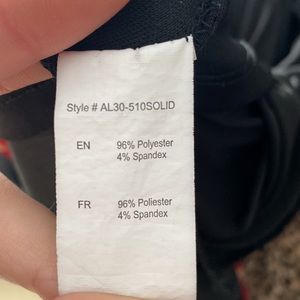 Style # AL30-510SOLID
EN 96% Polyester
4% Spandex
FR 96% Poliester
4% Spandex